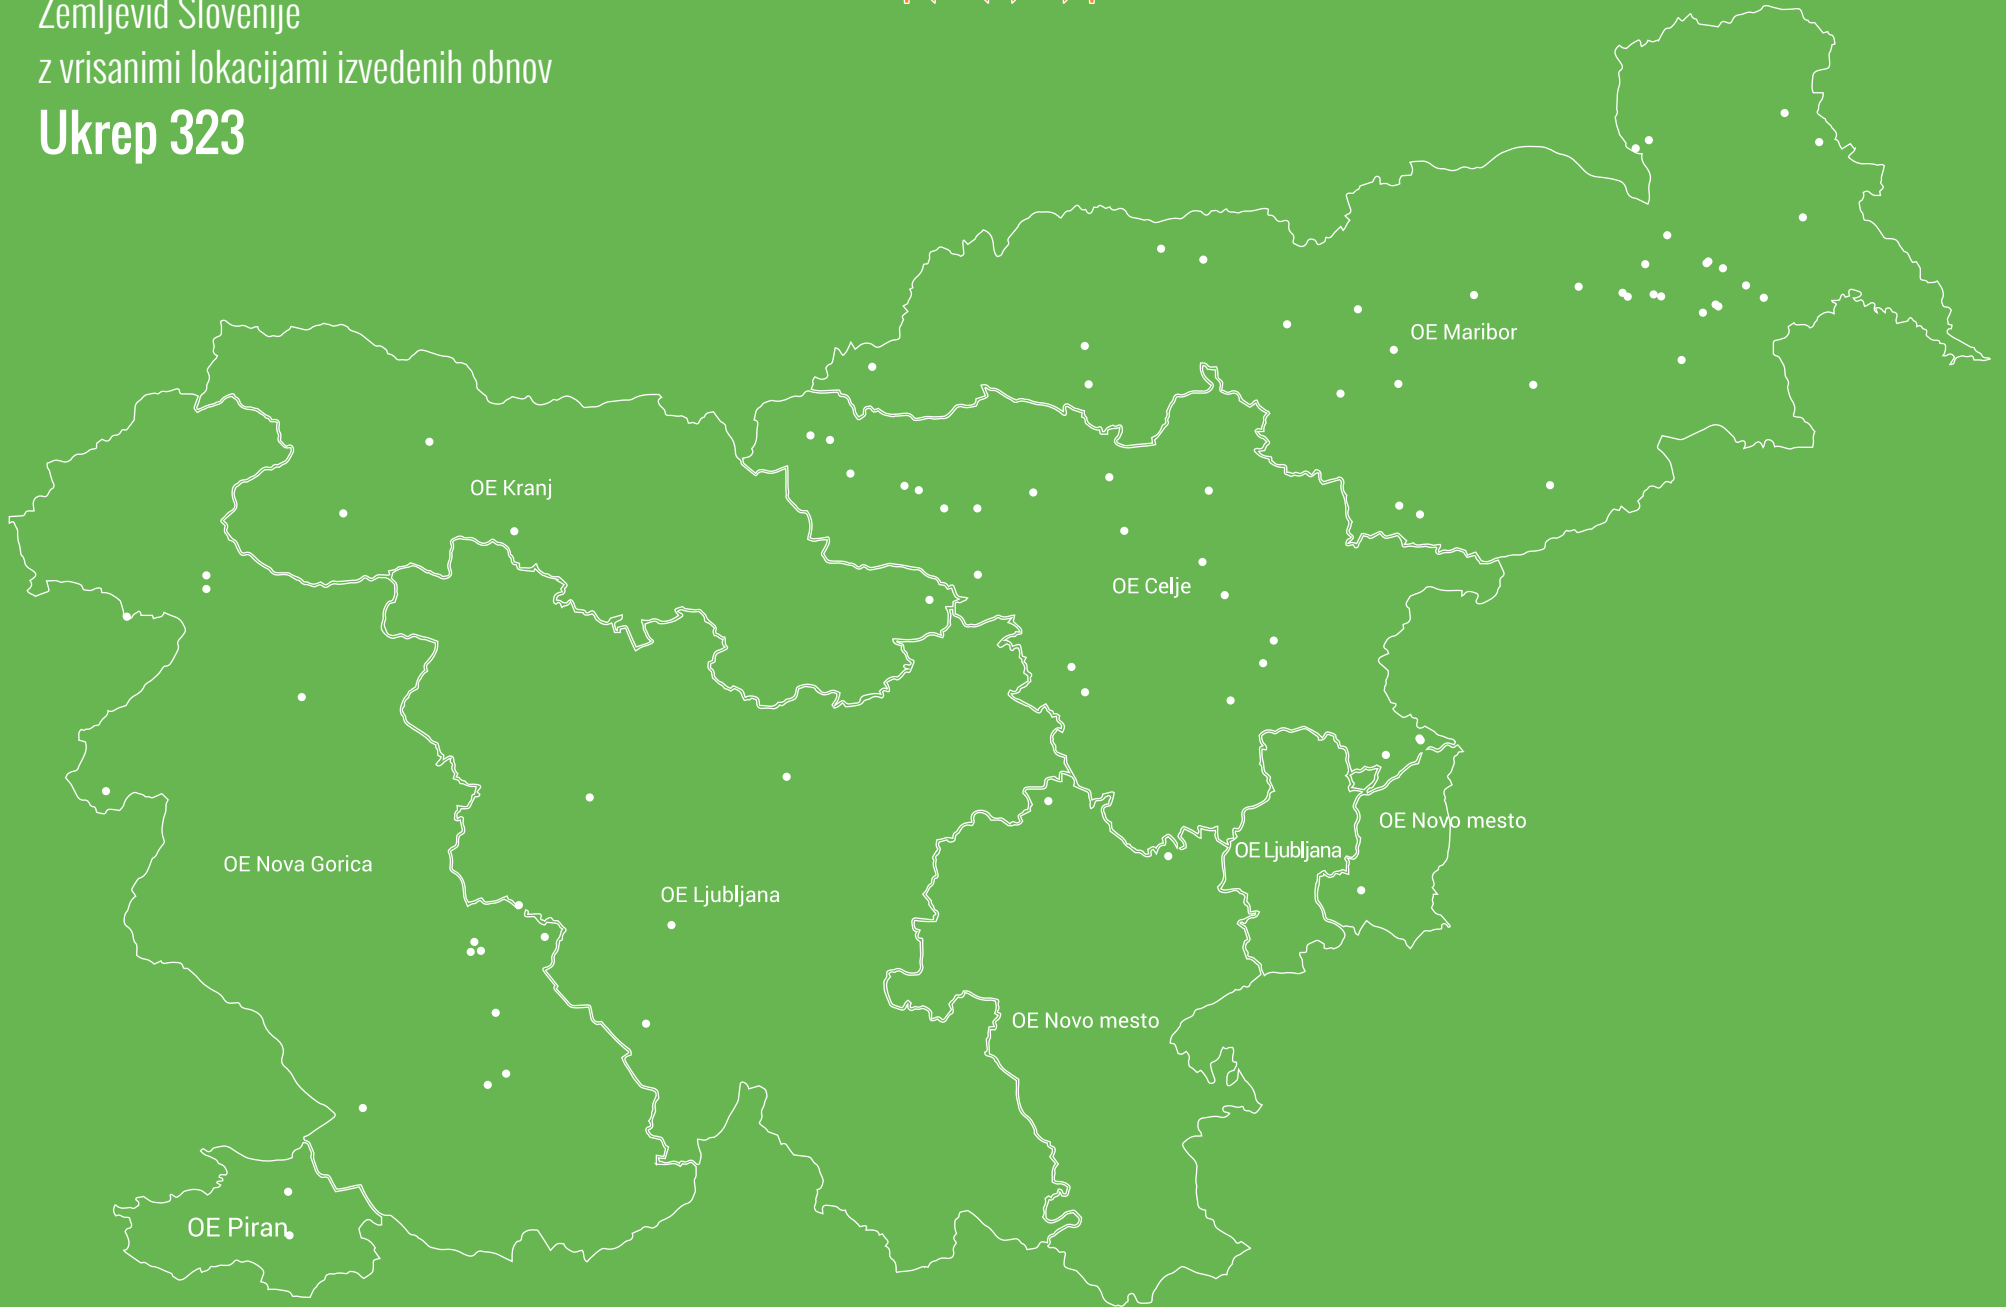 Zemljevid Slovenije
z vrisanimi lokacijami izvedenih obnov
Ukrep 323
OE Maribor
OE Kranj
OE Celje
OE Novo mesto
OE Ljubljana
OE Nova Gorica
OE Ljubljana
OE Novo mesto
OE Piran